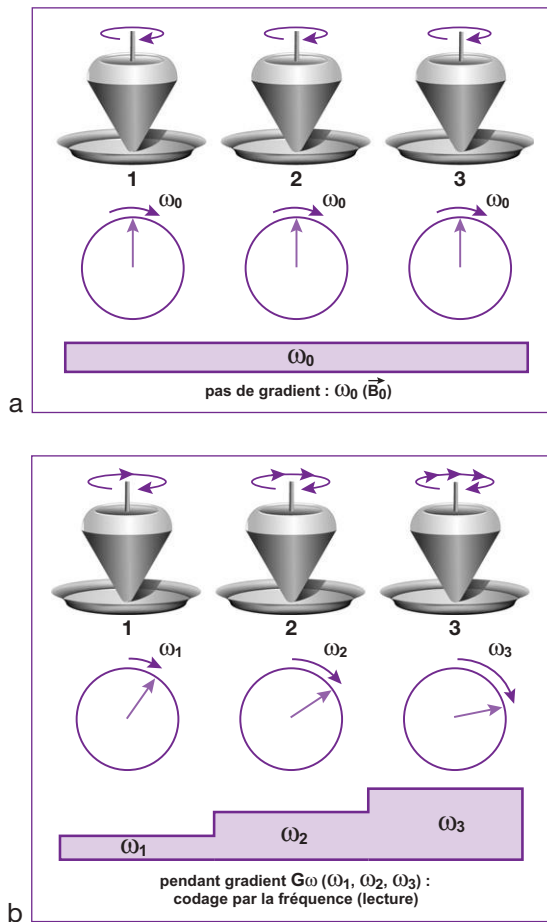 1 2 3
ω₀ ω₀ ω₀
ω₀
pas de gradient : ω₀ (B₀)
a
1 2 3
ω₁ ω₂ ω₃
ω₁ ω₂ ω₃
pendant gradient Gω (ω₁, ω₂, ω₃) :
codage par la fréquence (lecture)
b